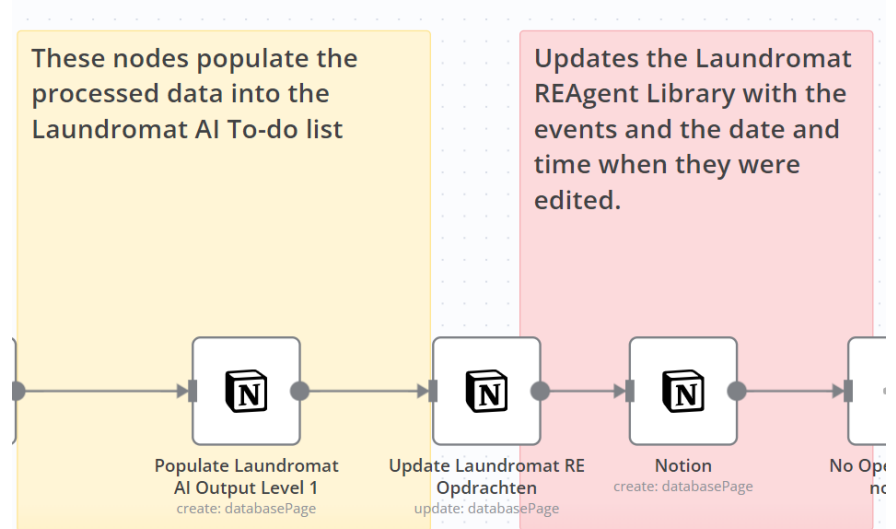 These nodes populate the
processed data into the
Laundromat AI To-do list
Updates the Laundromat
REAgent Library with the
events and the date and
time when they were
edited.
Populate Laundromat
AI Output Level 1
create: databasePage
Update Laundromat RE
Opdrachten
update: databasePage
Notion
create: databasePage
No